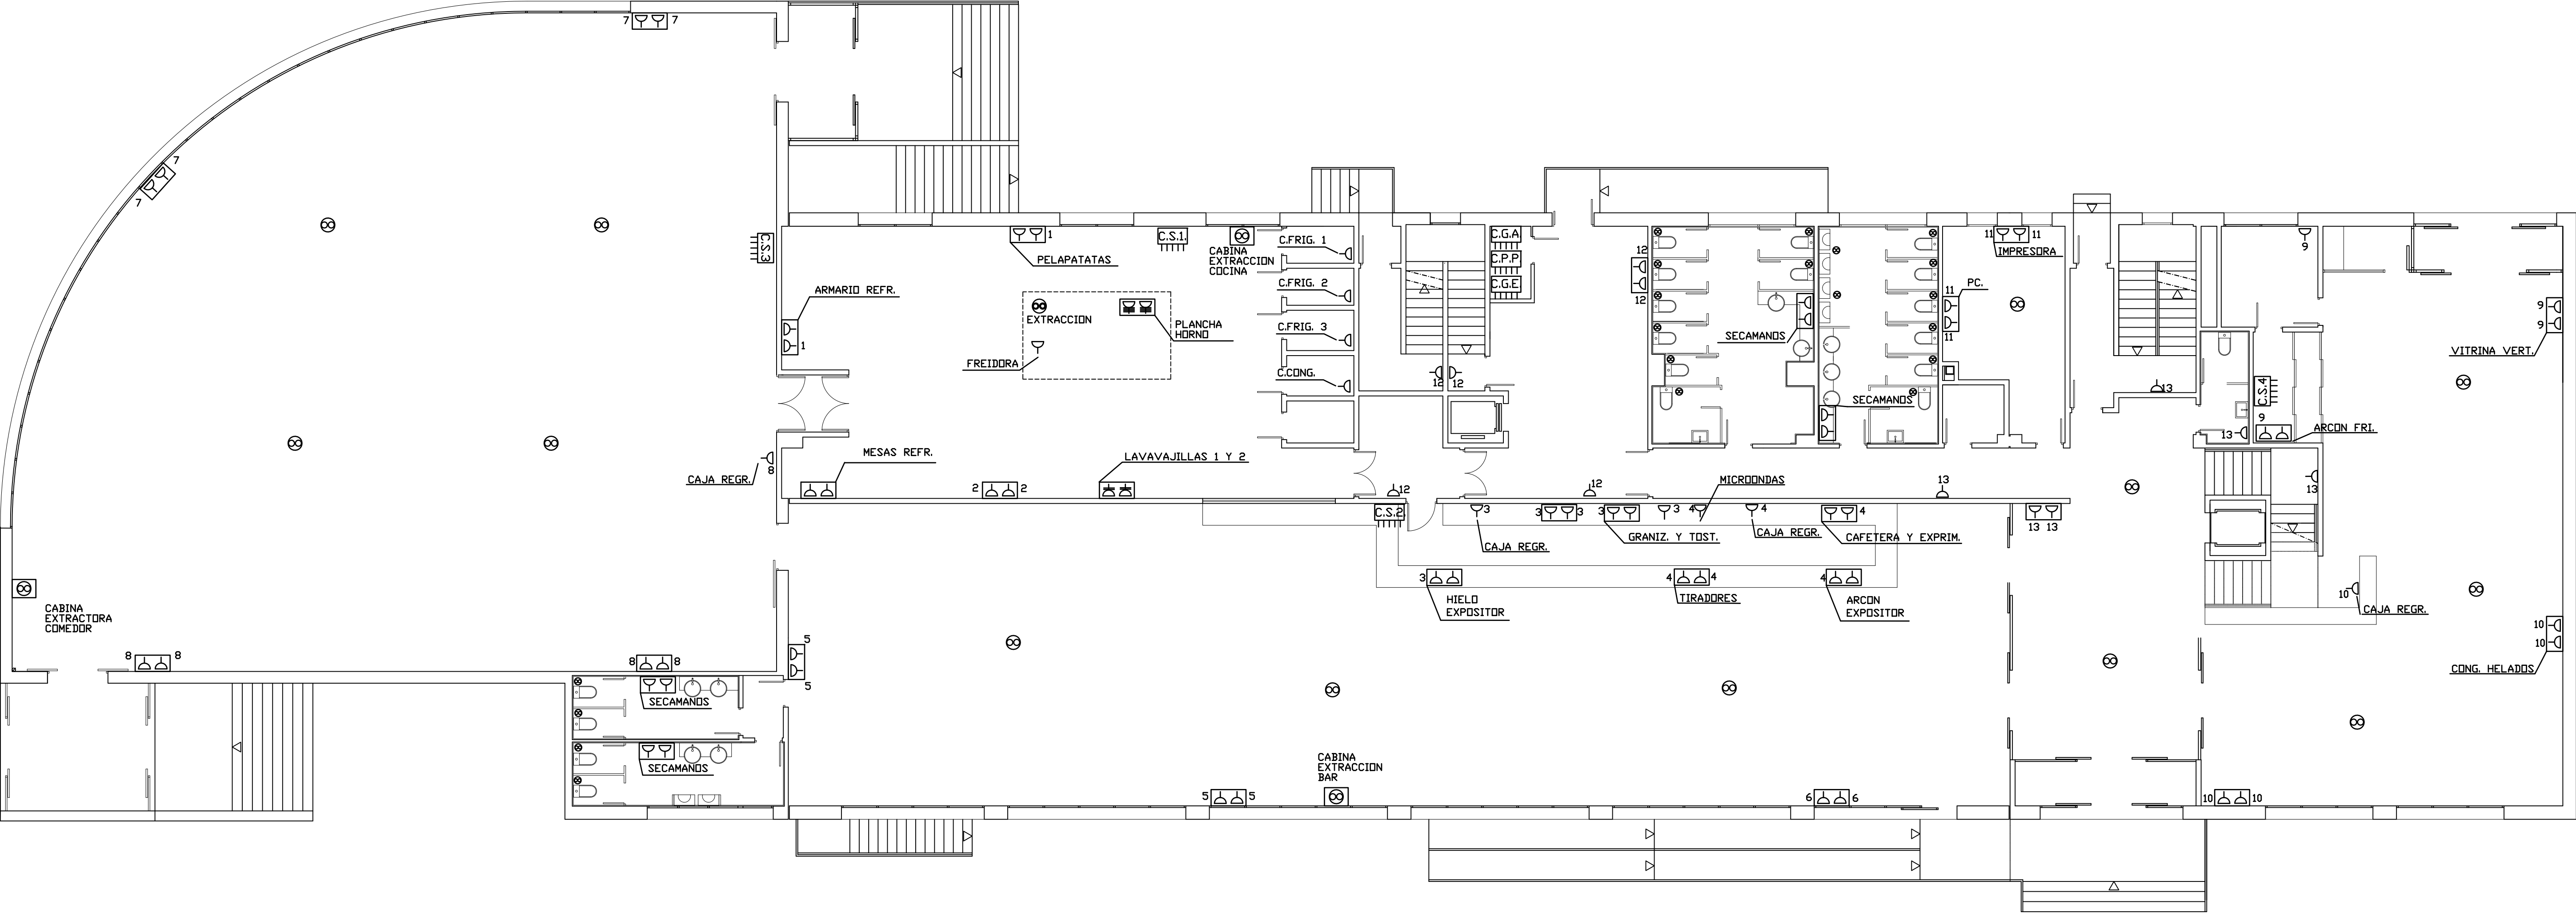 7 7
7
7
C.S.3
C.S.1.
1
PELAPATATAS
CABINA
EXTRACCION
COCINA
C.FRIG. 1
C.FRIG. 2
C.FRIG. 3
C.CONG.
ARMARIO REFR.
1
EXTRACCION
PLANCHA
HORNO
FREIDORA
MESAS REFR.
2 2
LAVAVAJILLAS 1 Y 2
8
CAJA REGR.
C.G.A
C.P.P
C.G.E
12
12
12 12
12
12
SECAMANOS
SECAMANOS
11 11
IMPRESORA
PC.
11
11
13
13
13
13
13 13
9
C.S.4
9
ARCON FRI.
9
9
VITRINA VERT.
C.S.2
3
CAJA REGR.
3 3
3
GRANIZ. Y TOST.
3
4
MICROONDAS
4
CAJA REGR.
4
CAFETERA Y EXPRIM.
3
HIELO
EXPOSITOR
4 4
TIRADORES
4
ARCON
EXPOSITOR
10
CAJA REGR.
10
10
CONG. HELADOS
CABINA
EXTRACTORA
COMEDOR
8 8
8 8
5
5
SECAMANOS
SECAMANOS
CABINA
EXTRACCION
BAR
5 5
6 6
10 10